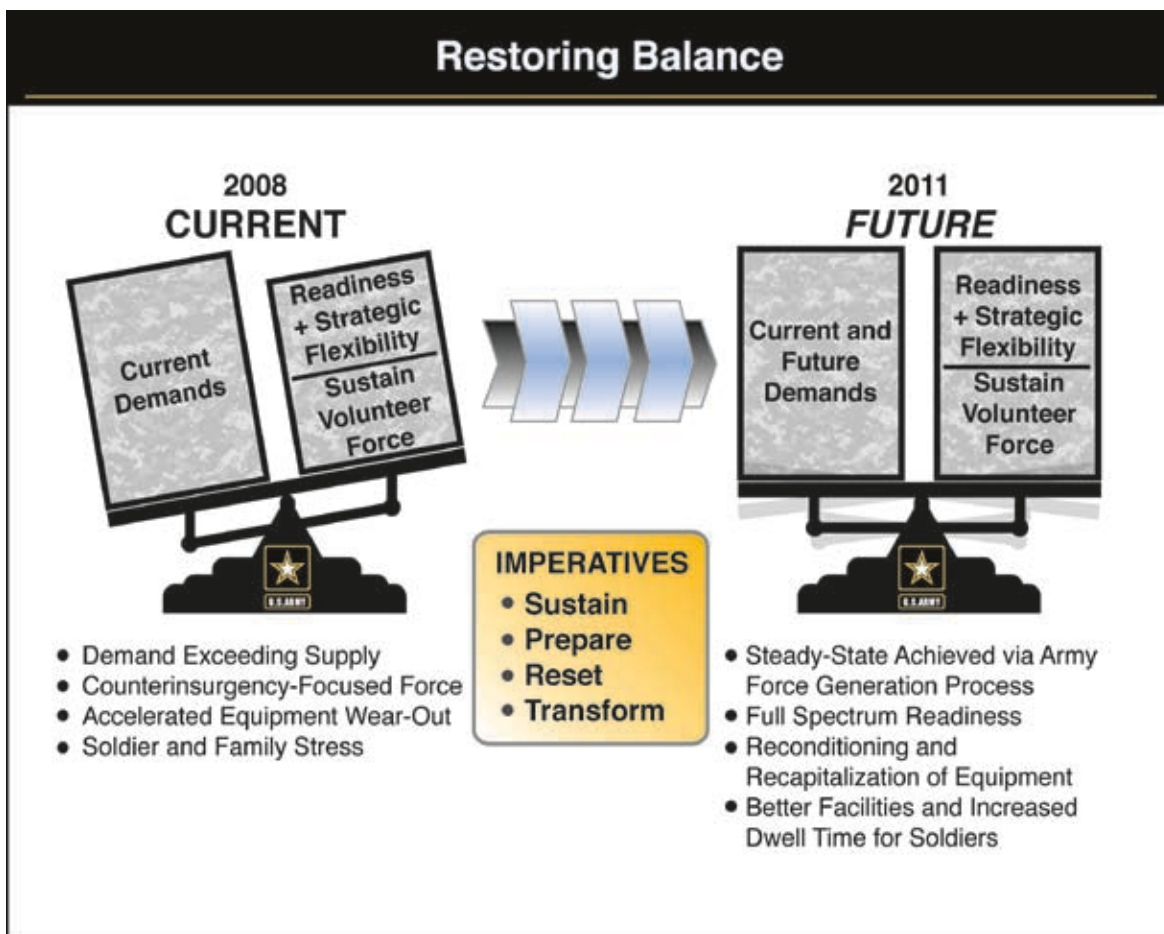 Restoring Balance
2008
CURRENT
Current
Demands
Readiness
+ Strategic
Flexibility
Sustain
Volunteer
Force
U.S.ARMY
• Demand Exceeding Supply
• Counterinsurgency-Focused Force
• Accelerated Equipment Wear-Out
• Soldier and Family Stress
IMPERATIVES
• Sustain
• Prepare
• Reset
• Transform
2011
FUTURE
Current and
Future
Demands
Readiness
+ Strategic
Flexibility
Sustain
Volunteer
Force
U.S.ARMY
• Steady-State Achieved via Army
Force Generation Process
• Full Spectrum Readiness
• Reconditioning and
Recapitalization of Equipment
• Better Facilities and Increased
Dwell Time for Soldiers